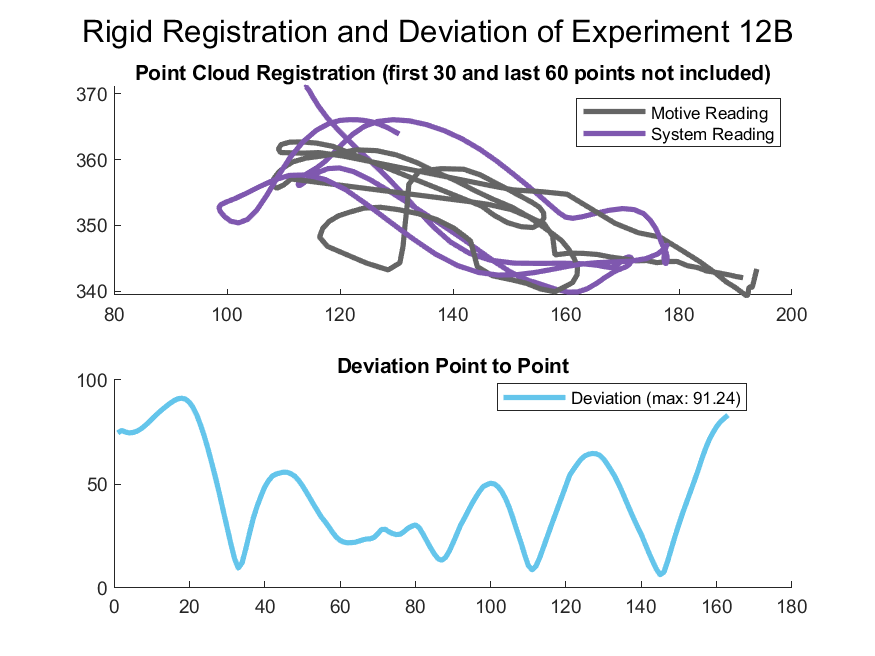 Rigid Registration and Deviation of Experiment 12B
Point Cloud Registration (first 30 and last 60 points not included)
370
360
350
340
80 100 120 140 160 180 200
Motive Reading
System Reading
Deviation Point to Point
100
50
0
0 20 40 60 80 100 120 140 160 180
Deviation (max: 91.24)